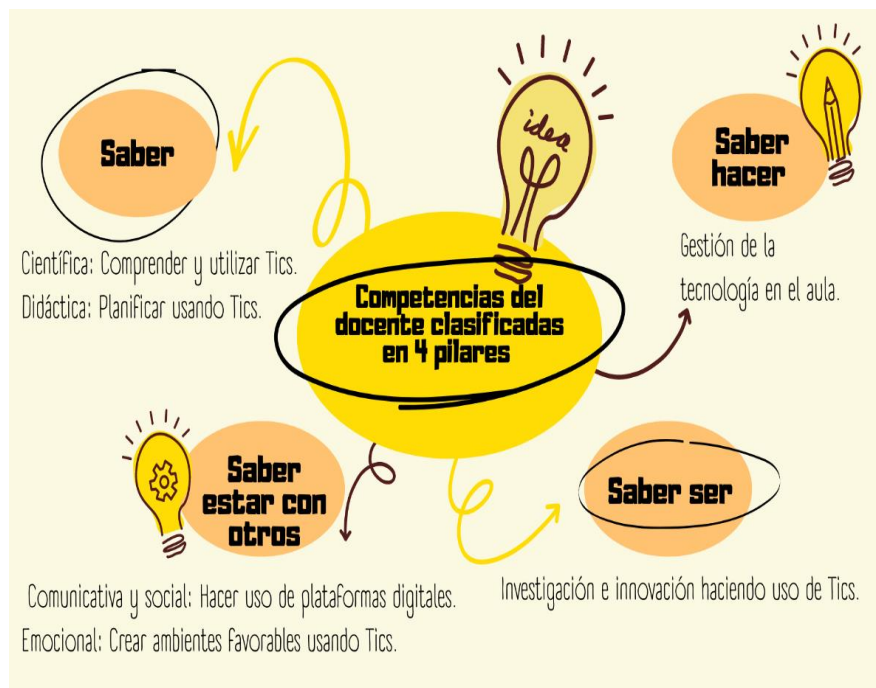 idea
Saber
Científica: Comprender y utilizar Tics.
Didáctica: Planificar usando Tics.
Saber
hacer
Gestión de la
tecnología en el aula.
Competencias del
docente clasificadas
en 4 pilares
Saber
estar con
otros
Comunicativa y social: Hacer uso de plataformas digitales.
Emocional: Crear ambientes favorables usando Tics.
Saber ser
Investigación e innovación haciendo uso de Tics.